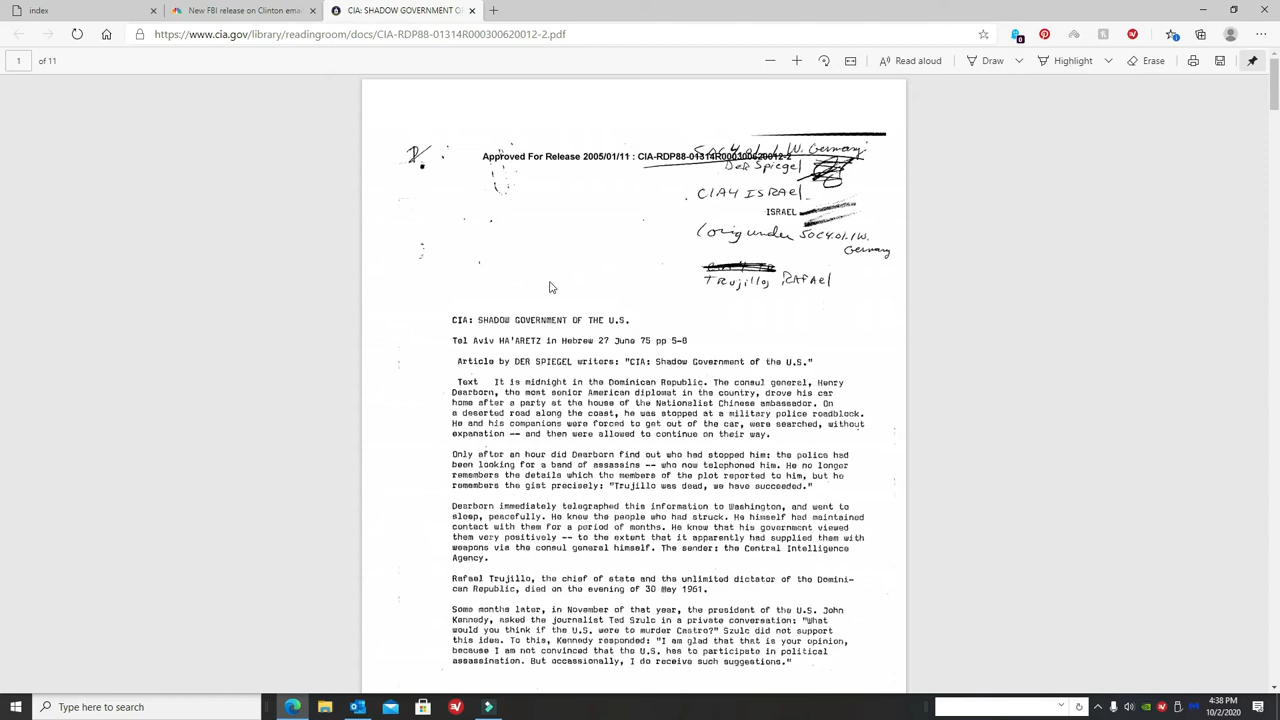 index
New FBI release on Clinton ema
CIA: SHADOW GOVERNMENT OF
https://www.cia.gov/library/readingroom/docs/CIA-RDP88-01314R000300620012-2.pdf
1 of 11
Read aloud
Draw
Highlight
Erase
W. Germany
Approved For Release 2005/01/11 : CIA-RDP88-01314R000300620012-2
Der Spiegel
CIA4 ISRAEL
ISRAEL
(orig under SOC4.01.1 W.
Germany
Trujillo, RAFAEL
CIA: SHADOW GOVERNMENT OF THE U.S.
Tel Aviv HA'ARETZ in Hebrew 27 June 75 pp 5-8
Article by DER SPIEGEL writers: "CIA: Shadow Government of the U.S."
Text It is midnight in the Dominican Republic. The consul general, Henry
Dearborn, the most senior American diplomat in the country, drove his car
home after a party at the house of the Nationalist Chinese ambassador. On
a deserted road along the coast, he was stopped at a military police roadblock.
He and his companions were forced to get out of the car, were searched, without
expanation -- and then were allowed to continue on their way.
Only after an hour did Dearborn find out who had stopped him: the police had
been looking for a band of assassins -- who now telephoned him. He no longer
remembers the details which the members of the plot reported to him, but he
remembers the gist precisely: "Trujillo was dead, we have succeeded."
Dearborn immediately telegraphed this information to Washington, and went to
sleep, peacefully. He knew the people who had struck. He himself had maintained
contact with them for a period of months. He knew that his government viewed
them very positively -- to the extent that it apparently had supplied them with
weapons via the consul general himself. The sender: the Central Intelligence
Agency.
Rafael Trujillo, the chief of state and the unlimited dictator of the Domini-
can Republic, died on the evening of 30 May 1961.
Some months later, in November of that year, the president of the U.S. John
Kennedy, asked the journalist Tad Szulc in a private conversation: "What
would you think if the U.S. were to murder Castro?" Szulc did not support
this idea. To this, Kennedy responded: "I am glad that that is your opinion,
because I am not convinced that the U.S. has to participate in political
assassination. But occassionally, I do receive such suggestions."
Type here to search
4:38 PM
10/2/2020